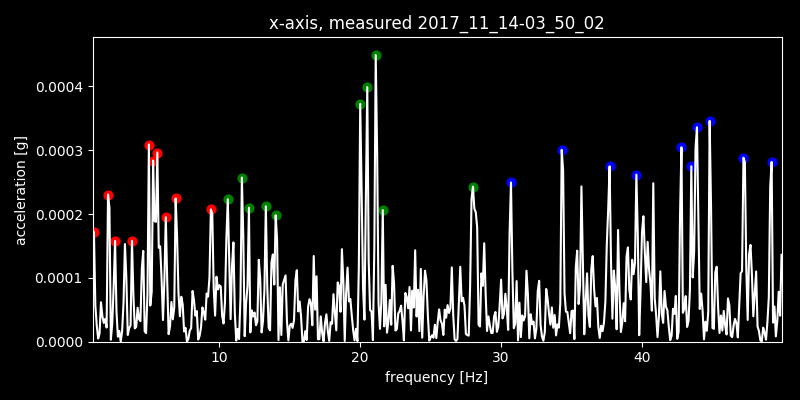 x-axis, measured 2017_11_14-03_50_02
0.0004
0.0003
0.0002
0.0001
0.0000
acceleration [g]
10 20 30 40
frequency [Hz]